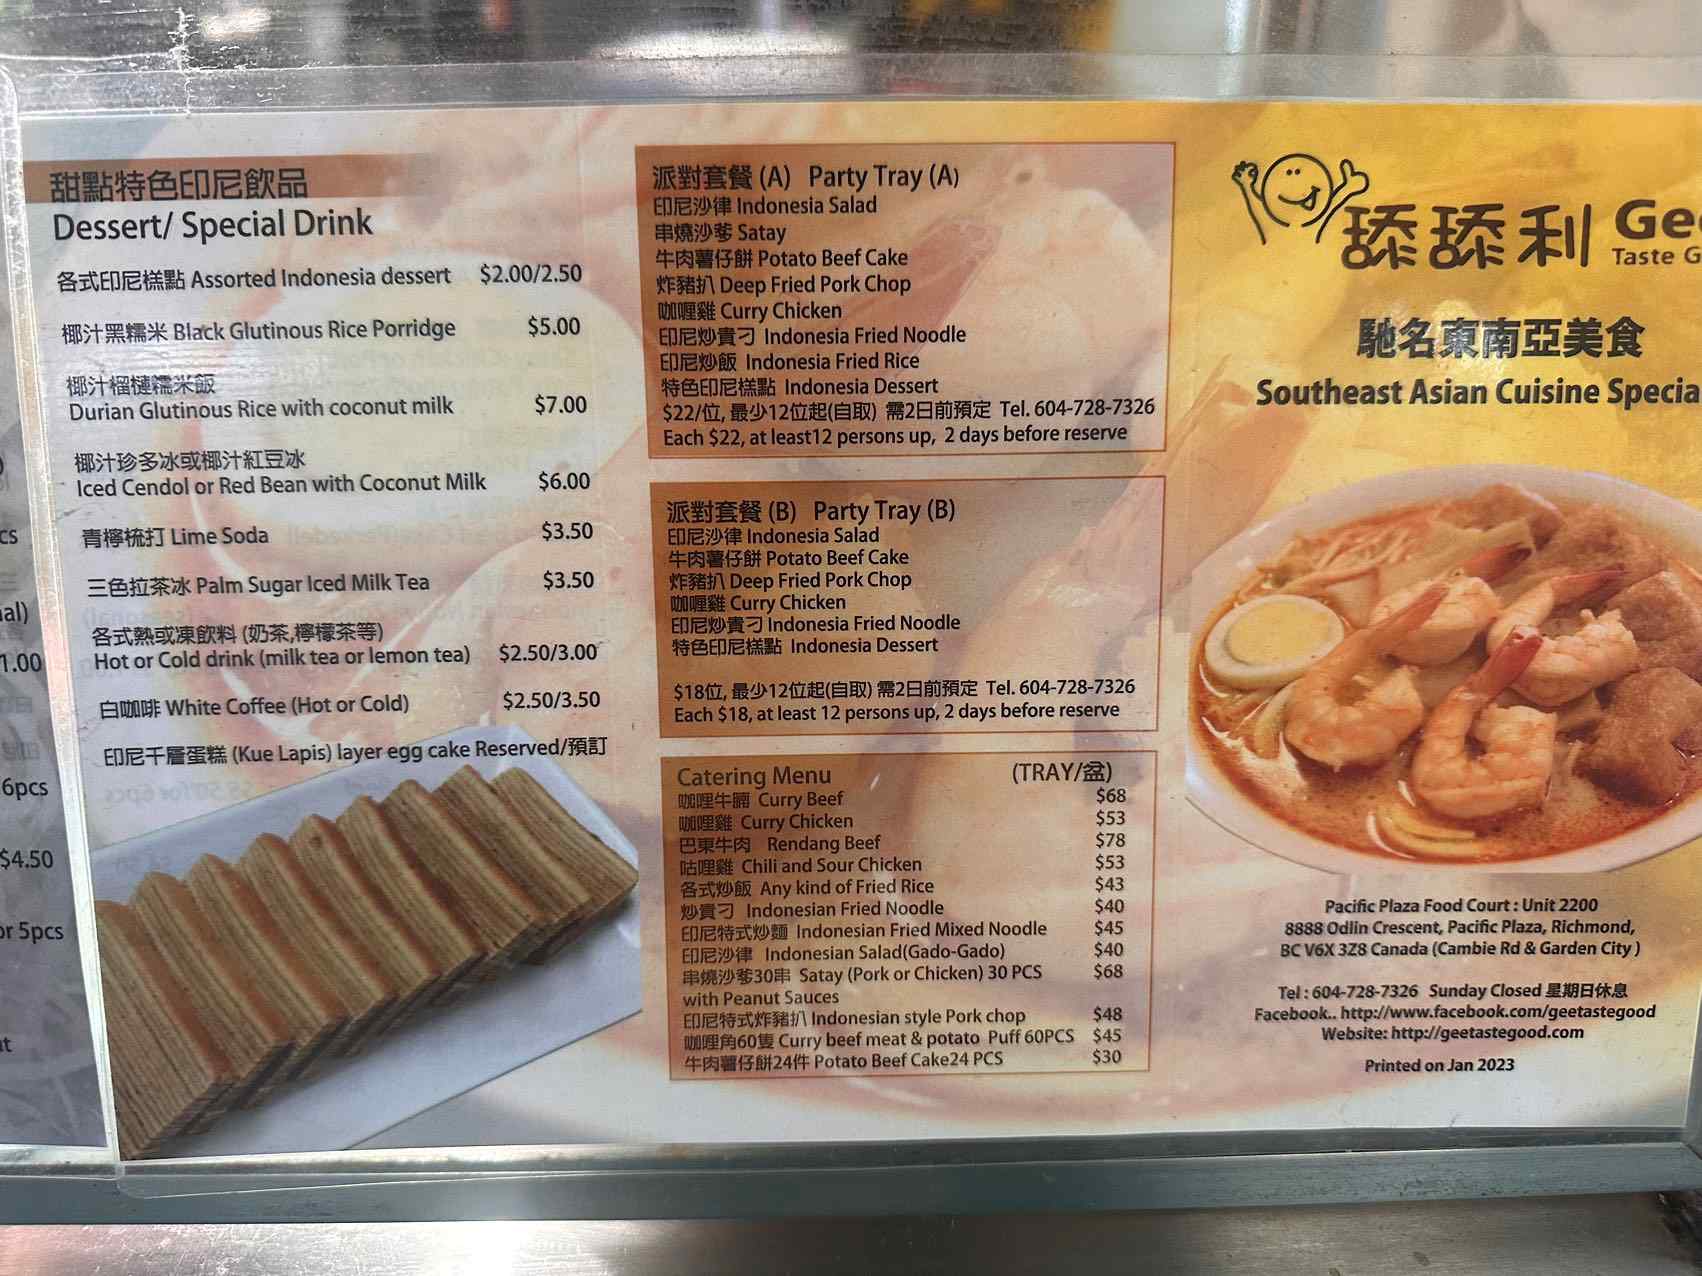 甜點特色印尼飲品
Dessert/ Special Drink
各式印尼糕點 Assorted Indonesia dessert $2.00/2.50
椰汁黑糯米 Black Glutinous Rice Porridge $5.00
椰汁榴槤糯米飯
Durian Glutinous Rice with coconut milk $7.00
椰汁珍多冰或椰汁紅豆冰
Iced Cendol or Red Bean with Coconut Milk $6.00
青檸梳打 Lime Soda $3.50
三色拉茶冰 Palm Sugar Iced Milk Tea $3.50
各式熱或凍飲料 (奶茶,檸檬茶等)
Hot or Cold drink (milk tea or lemon tea) $2.50/3.00
白咖啡 White Coffee (Hot or Cold) $2.50/3.50
印尼千層蛋糕 (Kue Lapis) layer egg cake Reserved/預訂
派對套餐 (A) Party Tray (A)
印尼沙律 Indonesia Salad
串燒沙爹 Satay
牛肉薯仔餅 Potato Beef Cake
炸豬扒 Deep Fried Pork Chop
咖喱雞 Curry Chicken
印尼炒貴刁 Indonesia Fried Noodle
印尼炒飯 Indonesia Fried Rice
特色印尼糕點 Indonesia Dessert
$22/位, 最少12位起(自取) 需2日前預定 Tel. 604-728-7326
Each $22, at least12 persons up, 2 days before reserve
派對套餐 (B) Party Tray (B)
印尼沙律 Indonesia Salad
牛肉薯仔餅 Potato Beef Cake
炸豬扒 Deep Fried Pork Chop
咖喱雞 Curry Chicken
印尼炒貴刁 Indonesia Fried Noodle
特色印尼糕點 Indonesia Dessert
$18位, 最少12位起(自取) 需2日前預定 Tel. 604-728-7326
Each $18, at least 12 persons up, 2 days before reserve
Catering Menu (TRAY/盆)
咖哩牛腩 Curry Beef $68
咖哩雞 Curry Chicken $53
巴東牛肉 Rendang Beef $78
咕哩雞 Chili and Sour Chicken $53
各式炒飯 Any kind of Fried Rice $43
炒貴刁 Indonesian Fried Noodle $40
印尼特式炒麵 Indonesian Fried Mixed Noodle $45
印尼沙律 Indonesian Salad(Gado-Gado) $40
串燒沙爹30串 Satay (Pork or Chicken) 30 PCS $68
with Peanut Sauces
印尼特式炸豬扒 Indonesian style Pork chop $48
咖哩角60隻 Curry beef meat & potato Puff 60PCS $45
牛肉薯仔餅24件 Potato Beef Cake24 PCS $30
舔舔利 Gee
Taste G
馳名東南亞美食
Southeast Asian Cuisine Specia
Pacific Plaza Food Court : Unit 2200
8888 Odlin Crescent, Pacific Plaza, Richmond,
BC V6X 3Z8 Canada (Cambie Rd & Garden City )
Tel : 604-728-7326 Sunday Closed 星期日休息
Facebook.. http://www.facebook.com/geetastegood
Website: http://geetastegood.com
Printed on Jan 2023
1.00
6pcs
$4.50
5pcs